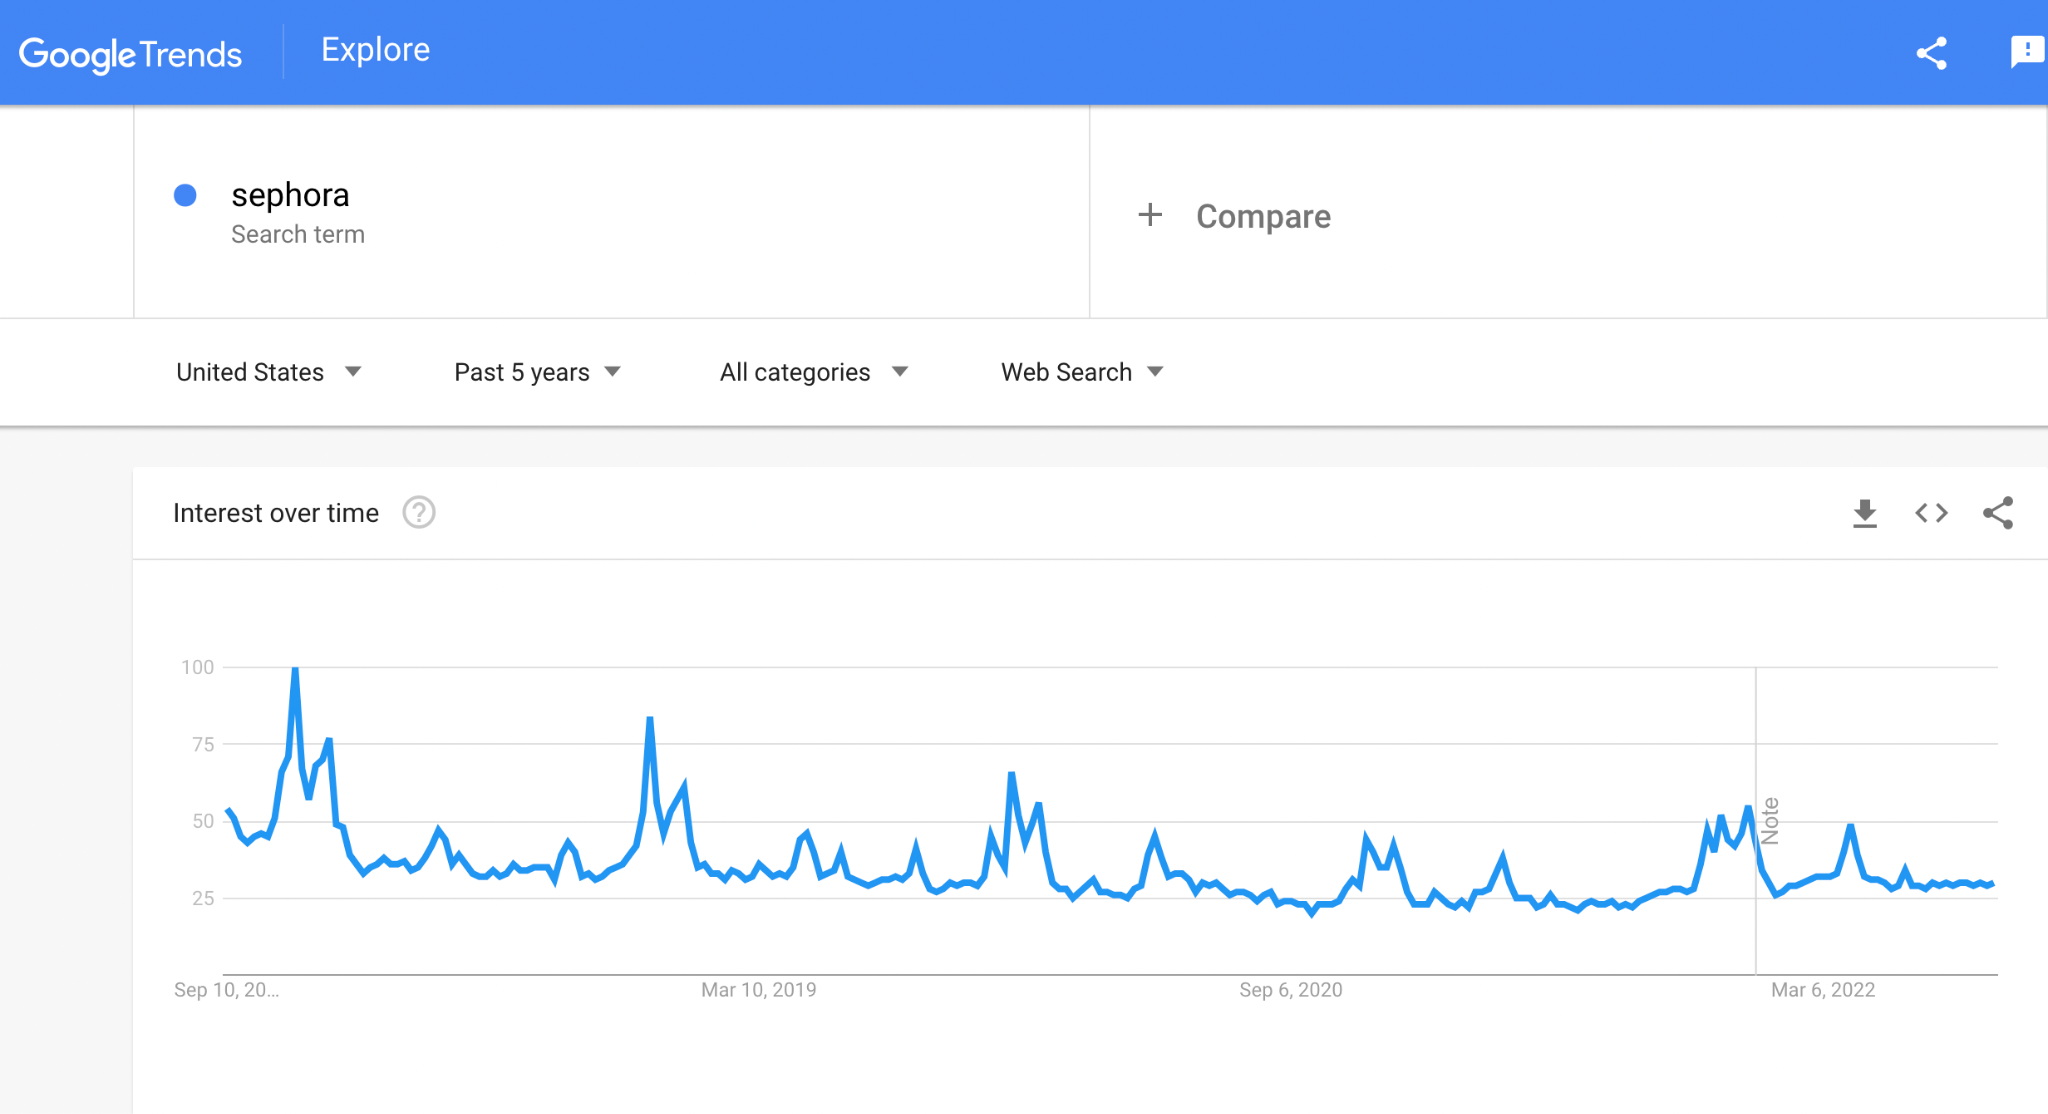 Google Trends Explore
sephora
Search term
+ Compare
United States Past 5 years All categories Web Search
Interest over time ?
100
75
50
25
Note
Sep 10, 20... Mar 10, 2019 Sep 6, 2020 Mar 6, 2022